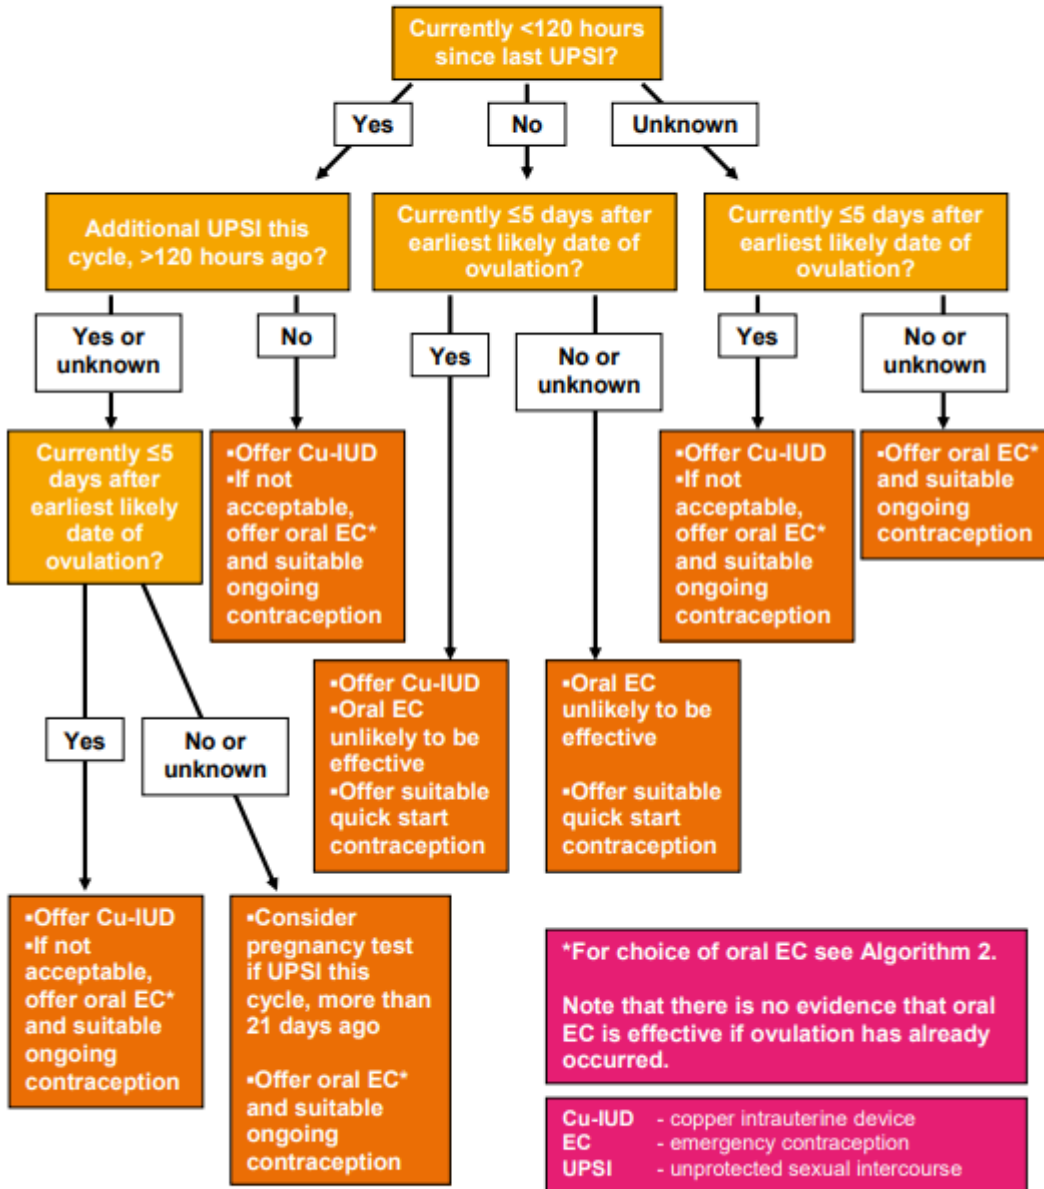 Currently <120 hours
since last UPSI?
Yes
No
Unknown
Additional UPSI this
cycle, >120 hours ago?
Currently ≤5 days after
earliest likely date of
ovulation?
Currently ≤5 days after
earliest likely date of
ovulation?
Yes or
unknown
No
Yes
No or
unknown
Yes
No or
unknown
Currently ≤5
days after
earliest likely
date of
ovulation?
▪Offer Cu-IUD
▪If not
acceptable,
offer oral EC*
and suitable
ongoing
contraception
▪Offer Cu-IUD
▪If not
acceptable,
offer oral EC*
and suitable
ongoing
contraception
▪Offer oral EC*
and suitable
ongoing
contraception
Yes
No or
unknown
▪Offer Cu-IUD
▪Oral EC
unlikely to be
effective
▪Offer suitable
quick start
contraception
▪Oral EC
unlikely to be
effective
▪Offer suitable
quick start
contraception
▪Offer Cu-IUD
▪If not
acceptable,
offer oral EC*
and suitable
ongoing
contraception
▪Consider
pregnancy test
if UPSI this
cycle, more than
21 days ago
▪Offer oral EC*
and suitable
ongoing
contraception
*For choice of oral EC see Algorithm 2.
Note that there is no evidence that oral
EC is effective if ovulation has already
occurred.
Cu-IUD - copper intrauterine device
EC - emergency contraception
UPSI - unprotected sexual intercourse